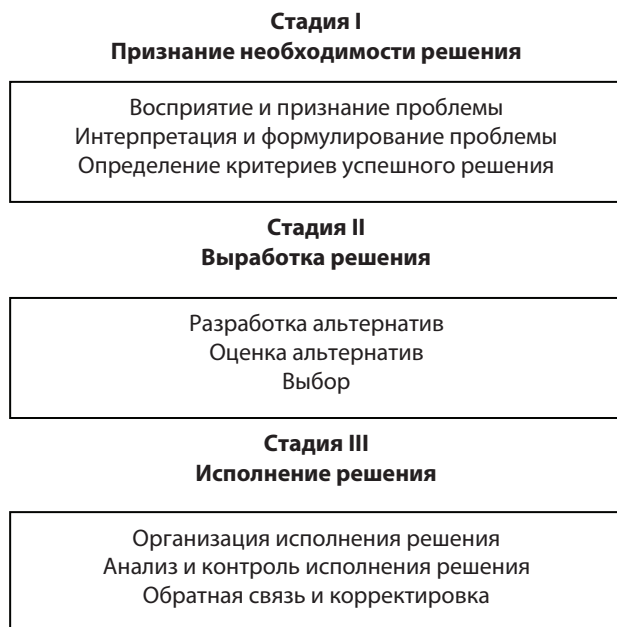 Стадия I
Признание необходимости решения
Восприятие и признание проблемы
Интерпретация и формулирование проблемы
Определение критериев успешного решения
Стадия II
Выработка решения
Разработка альтернатив
Оценка альтернатив
Выбор
Стадия III
Исполнение решения
Организация исполнения решения
Анализ и контроль исполнения решения
Обратная связь и корректировка